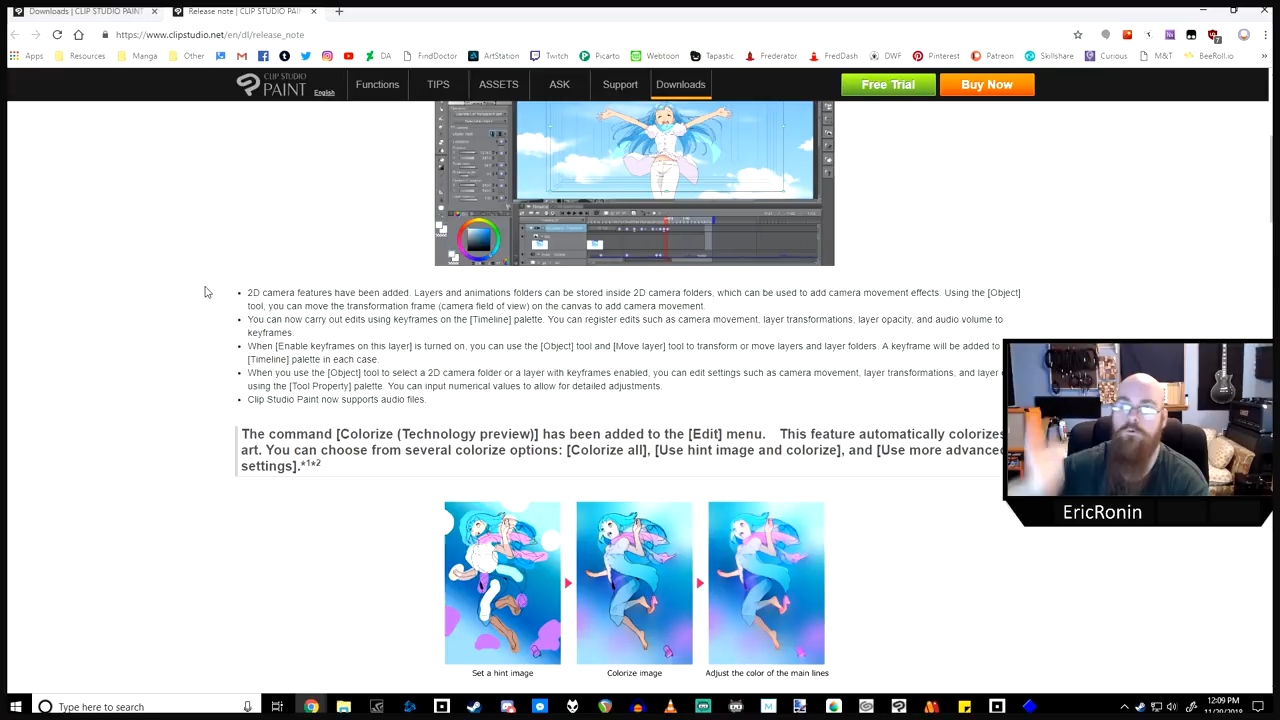 Downloads | CLIP STUDIO PAINT
Release note | CLIP STUDIO PAIN
https://www.clipstudio.net/en/dl/release_note
Apps Resources Manga Other DA FindDoctor ArtStation Twitch Picarto Webtoon Tapastic Frederator FredDash DWF Pinterest Patreon Skillshare Curious M&T BeeRoll.io
CLIP STUDIO
PAINT English Functions TIPS ASSETS ASK Support Downloads Free Trial Buy Now
• 2D camera features have been added. Layers and animations folders can be stored inside 2D camera folders, which can be used to add camera movement effects. Using the [Object]
tool, you can move the transformation frame (camera field of view) on the canvas to add camera movement.
• You can now carry out edits using keyframes on the [Timeline] palette. You can register edits such as camera movement, layer transformations, layer opacity, and audio volume to
keyframes.
• When [Enable keyframes on this layer] is turned on, you can use the [Object] tool and [Move layer] tool to transform or move layers and layer folders. A keyframe will be added to
[Timeline] palette in each case.
• When you use the [Object] tool to select a 2D camera folder or a layer with keyframes enabled, you can edit settings such as camera movement, layer transformations, and layer
using the [Tool Property] palette. You can input numerical values to allow for detailed adjustments.
• Clip Studio Paint now supports audio files.
The command [Colorize (Technology preview)] has been added to the [Edit] menu. This feature automatically colorizes
art. You can choose from several colorize options: [Colorize all], [Use hint image and colorize], and [Use more advanced
settings].*1*2
EricRonin
Set a hint image Colorize image Adjust the color of the main lines
Type here to search
12:09 PM
11/20/2018